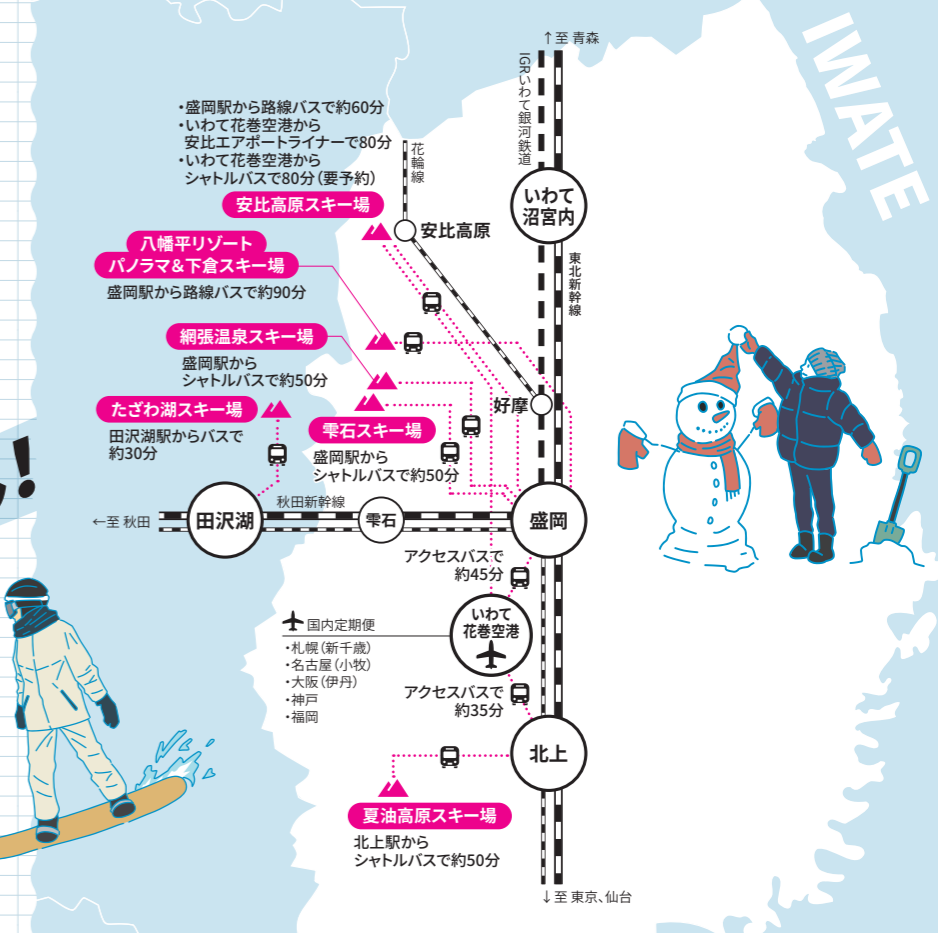 ↑至 青森
IWATE
IGRいわて銀河鉄道
・盛岡駅から路線バスで約60分
・いわて花巻空港から
安比エアポートライナーで80分
・いわて花巻空港から
シャトルバスで80分（要予約）
花輪線
安比高原スキー場
安比高原
いわて
沼宮内
東北新幹線
八幡平リゾート
パノラマ＆下倉スキー場
盛岡駅から路線バスで約90分
網張温泉スキー場
盛岡駅から
シャトルバスで約50分
好摩
たざわ湖スキー場
田沢湖駅からバスで
約30分
雫石スキー場
盛岡駅から
シャトルバスで約50分
!
秋田新幹線
←至 秋田
田沢湖
雫石
盛岡
アクセスバスで
約45分
いわて
花巻空港
国内定期便
・札幌（新千歳）
・名古屋（小牧）
・大阪（伊丹）
・神戸
・福岡
アクセスバスで
約35分
北上
夏油高原スキー場
北上駅から
シャトルバスで約50分
↓至 東京、仙台